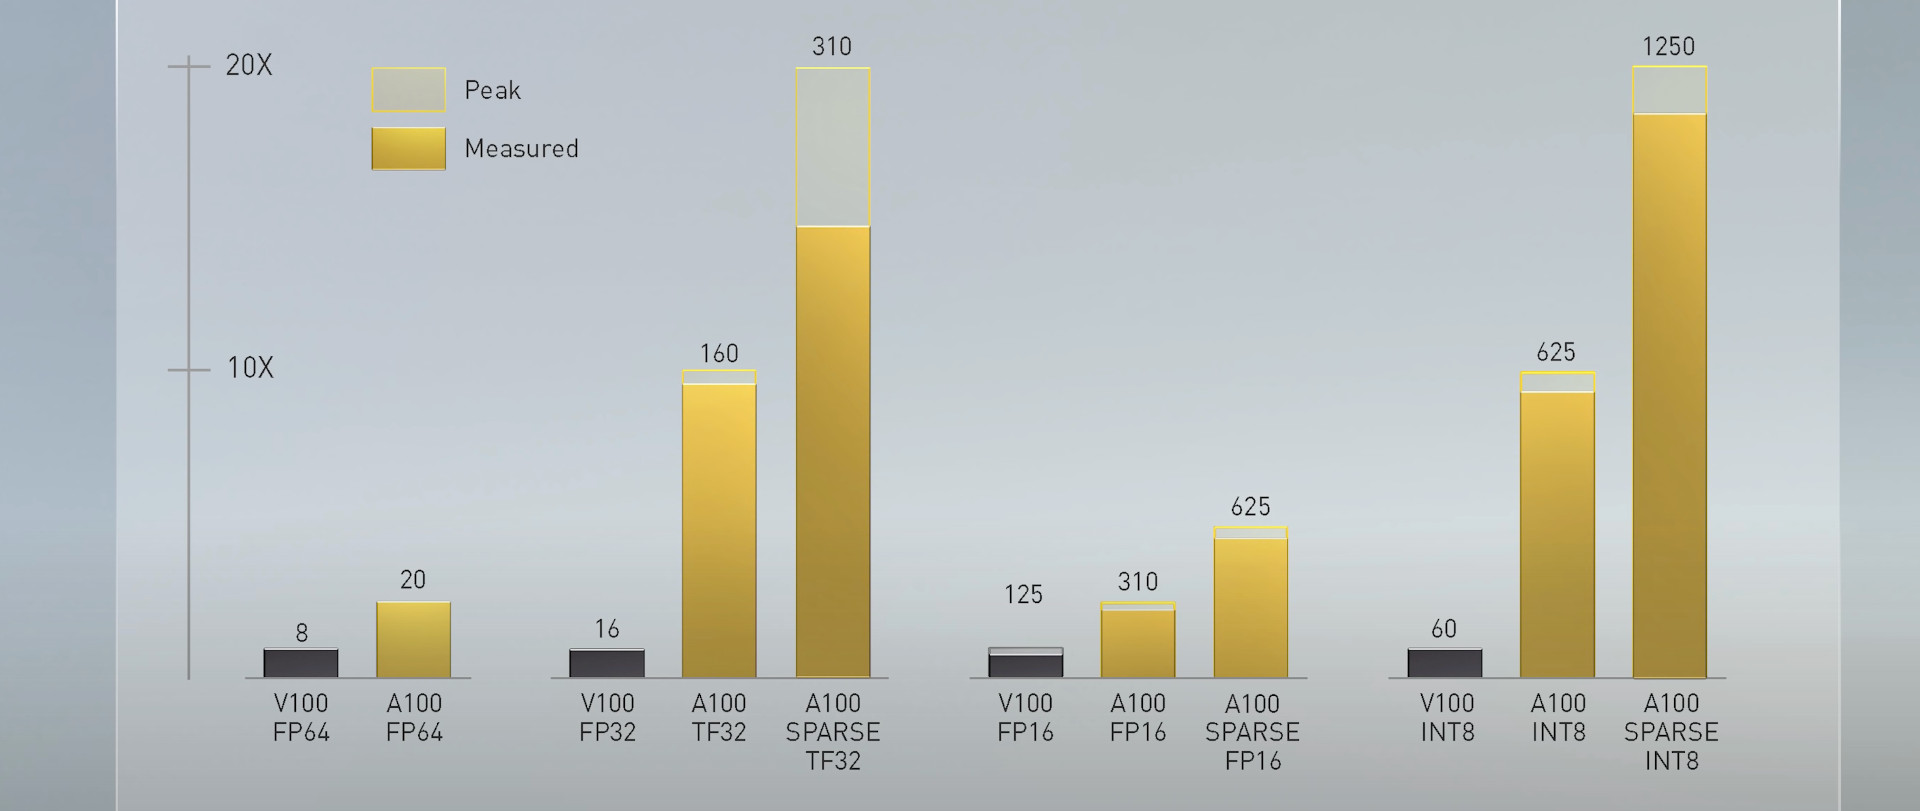 20X
10X
Peak
Measured
8
20
16
160
310
125
310
625
60
625
1250
V100
FP64
A100
FP64
V100
FP32
A100
TF32
A100
SPARSE
TF32
V100
FP16
A100
FP16
A100
SPARSE
FP16
V100
INT8
A100
INT8
A100
SPARSE
INT8